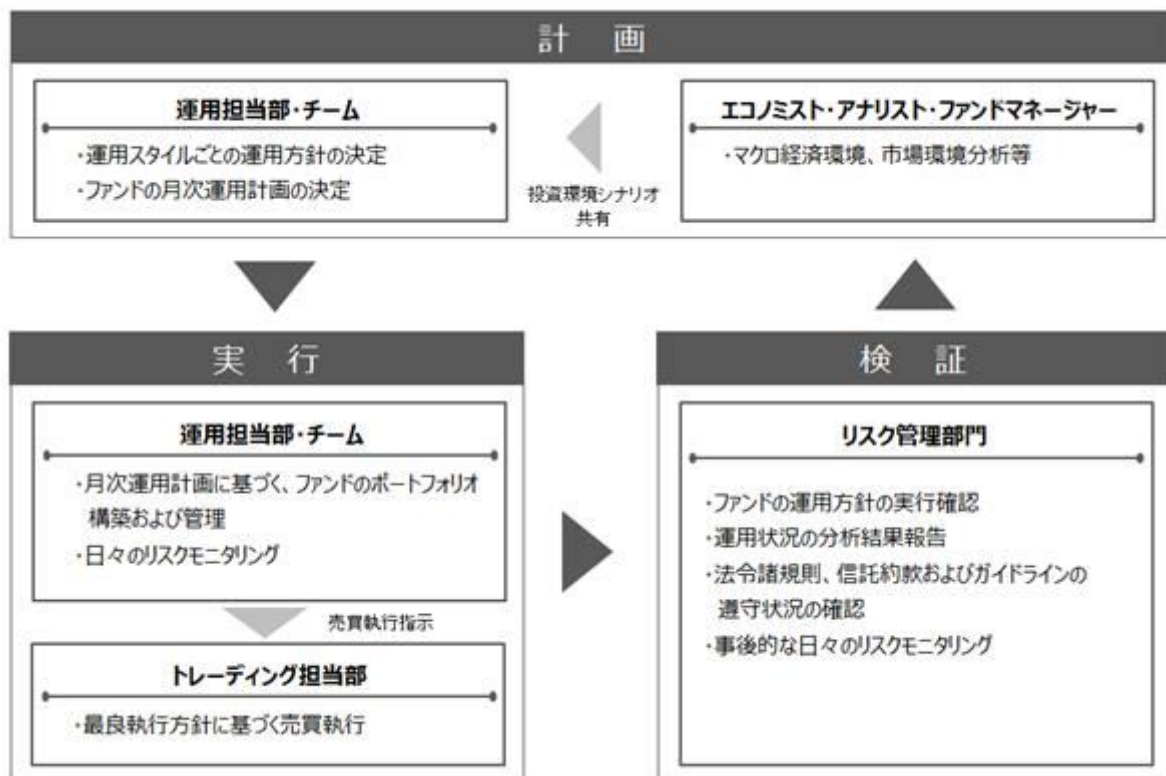 計 画
運用担当部・チーム
・運用スタイルごとの運用方針の決定
・ファンドの月次運用計画の決定
投資環境シナリオ
共有
エコノミスト・アナリスト・ファンドマネージャー
・マクロ経済環境、市場環境分析等
実 行
運用担当部・チーム
・月次運用計画に基づく、ファンドのポートフォリオ
構築および管理
・日々のリスクモニタリング
売買執行指示
トレーディング担当部
・最良執行方針に基づく売買執行
検 証
リスク管理部門
・ファンドの運用方針の実行確認
・運用状況の分析結果報告
・法令諸規則、信託約款およびガイドラインの
遵守状況の確認
・事後的な日々のリスクモニタリング